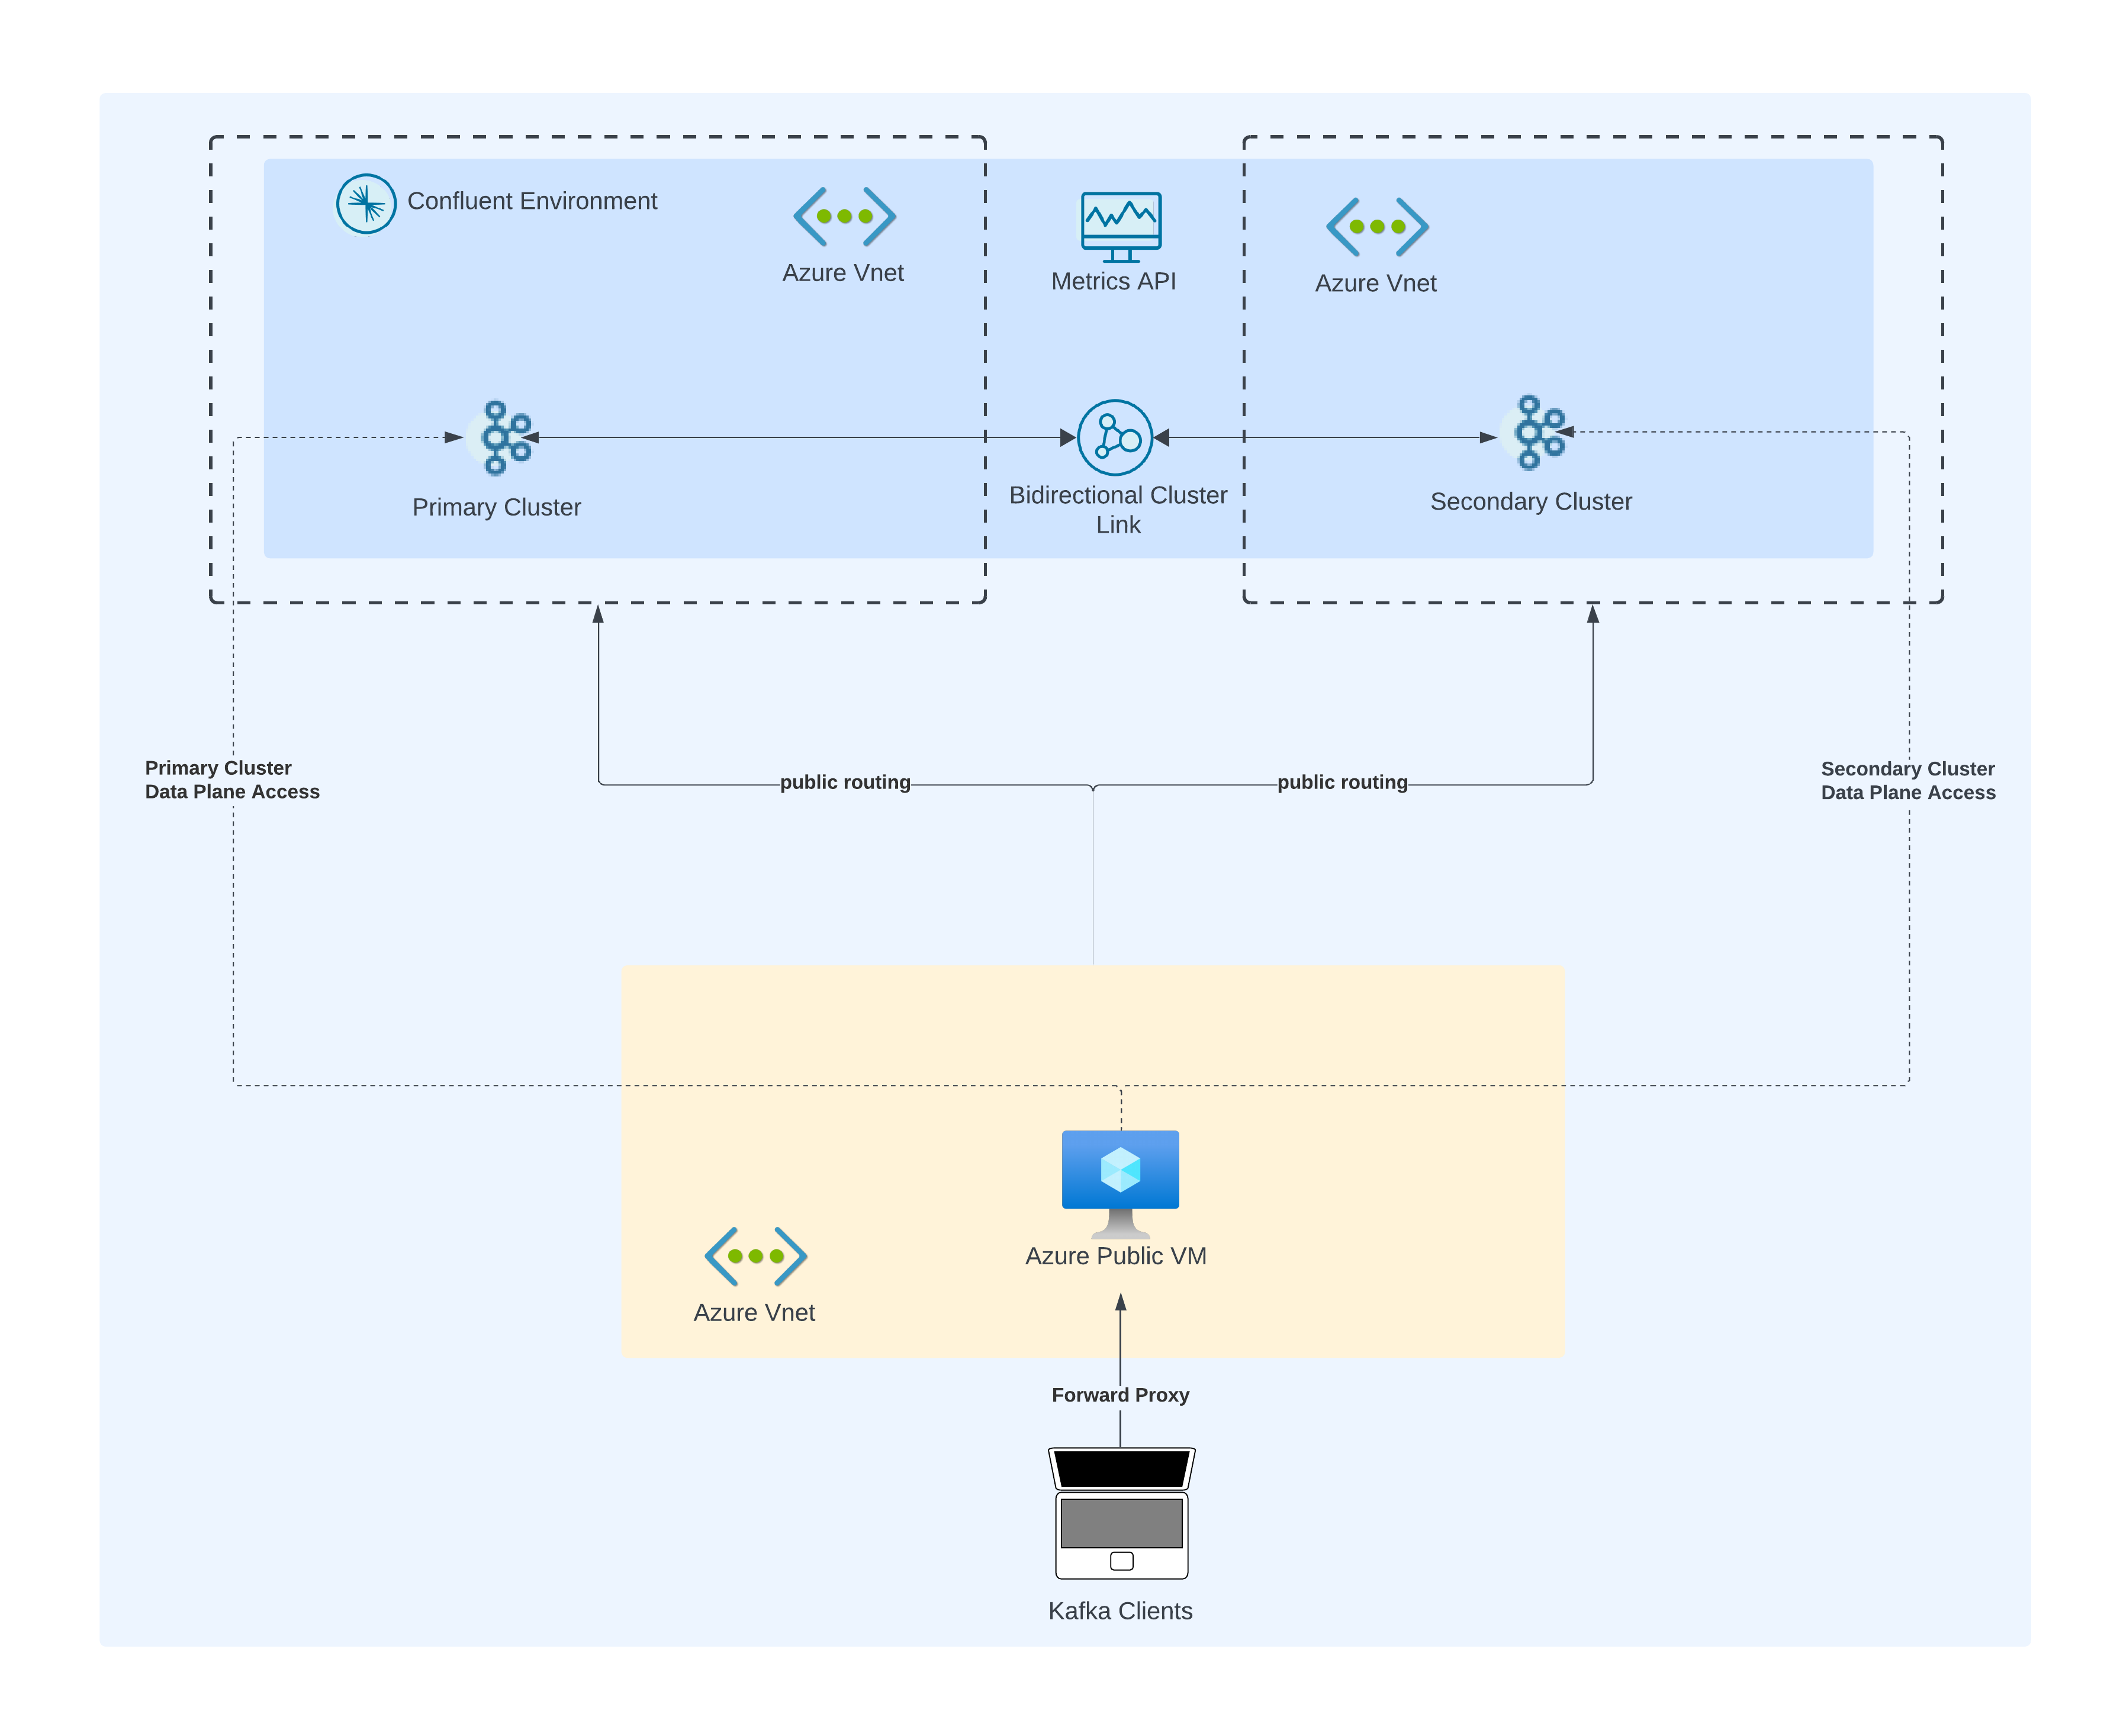 Confluent Environment
Azure Vnet
Metrics API
Azure Vnet
Primary Cluster
Bidirectional Cluster
Link
Secondary Cluster
Primary Cluster
Data Plane Access
public routing
public routing
Secondary Cluster
Data Plane Access
Azure Public VM
Azure Vnet
Forward Proxy
Kafka Clients